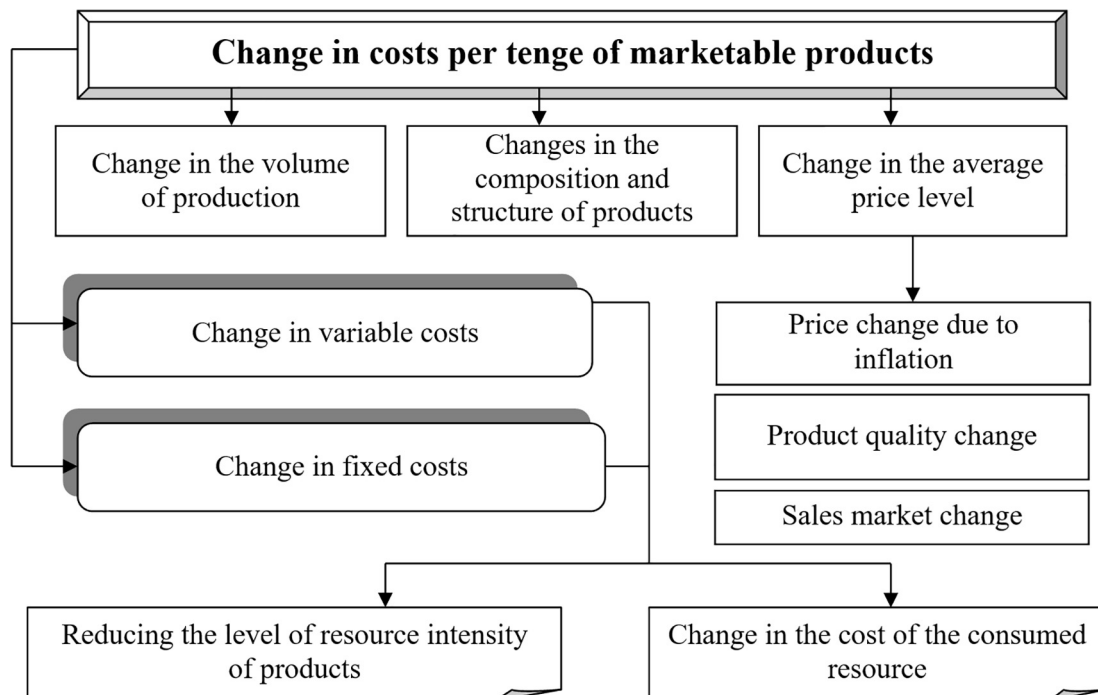 Change in costs per tenge of marketable products
Change in the volume
of production
Changes in the
composition and
structure of products
Change in the average
price level
Change in variable costs
Price change due to
inflation
Product quality change
Change in fixed costs
Sales market change
Reducing the level of resource intensity
of products
Change in the cost of the consumed
resource